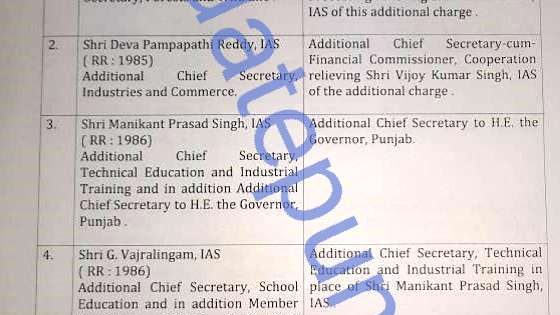 IAS of this additional charge .
2.
Shri Deva Pampapathi Reddy, IAS
( RR : 1985)
Additional Chief Secretary,
Industries and Commerce.
Additional Chief Secretary-cum-
Financial Commissioner, Cooperation
relieving Shri Vijoy Kumar Singh, IAS
of the additional charge .
3.
Shri Manikant Prasad Singh, IAS
( RR : 1986)
Additional Chief Secretary,
Technical Education and Industrial
Training and in addition Additional
Chief Secretary to H.E. the Governor,
Punjab .
Additional Chief Secretary to H.E. the
Governor, Punjab.
4.
Shri G. Vajralingam, IAS
( RR : 1986)
Additional Chief Secretary, School
Education and in addition Member
Additional Chief Secretary, Technical
Education and Industrial Training in
place of Shri Manikant Prasad Singh,
IAS.
datepun